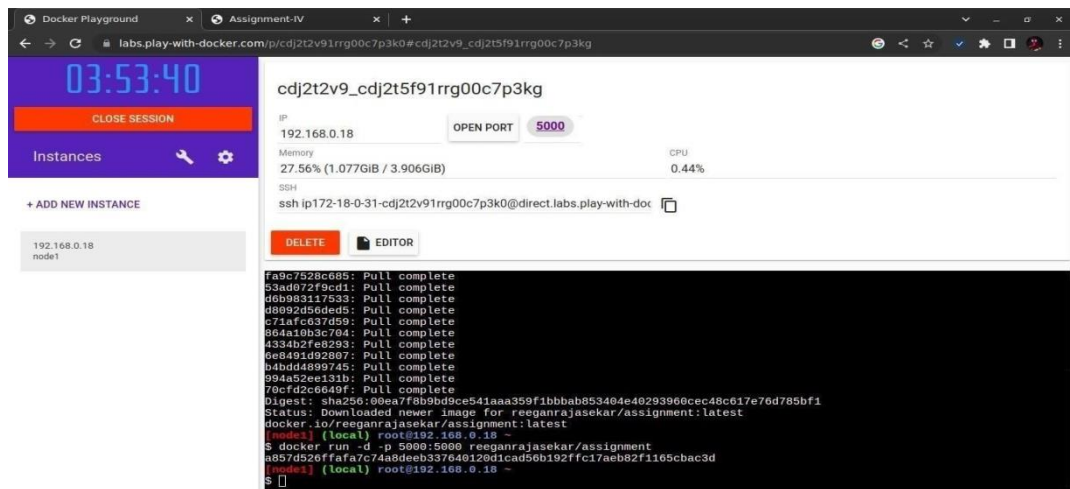 Docker Playground
Assignment-IV
labs.play-with-docker.com/p/cdj2t2v91rrg00c7p3k0#cdj2t2v9_cdj2t5f91rrg00c7p3kg
03:53:40
CLOSE SESSION
Instances
+ ADD NEW INSTANCE
192.168.0.18
node1
cdj2t2v9_cdj2t5f91rrg00c7p3kg
IP
192.168.0.18
OPEN PORT
5000
Memory
27.56% (1.077GiB / 3.906GiB)
CPU
0.44%
SSH
ssh ip172-18-0-31-cdj2t2v91rrg00c7p3k0@direct.labs.play-with-doc
DELETE
EDITOR
fa9c7528c685: Pull complete
53ad072f9cd1: Pull complete
d6b983117533: Pull complete
d8092d56ded5: Pull complete
c71afc637d59: Pull complete
864a10b3c704: Pull complete
4334b2fe8293: Pull complete
6e8491d92807: Pull complete
b4bdd4899745: Pull complete
994a52ee131b: Pull complete
70cfd2c6649f: Pull complete
Digest: sha256:00ea7f8b9bd9ce541aaa359f1bbbab853404e40293960cec48c617e76d785bf1
Status: Downloaded newer image for reeganrajasekar/assignment:latest
docker.io/reeganrajasekar/assignment:latest
[node1] (local) root@192.168.0.18 ~
$ docker run -d -p 5000:5000 reeganrajasekar/assignment
a857d526ffafa7c74a8deeb337640120d1cad56b192ffc17aeb82f1165cbac3d
[node1] (local) root@192.168.0.18 ~
$